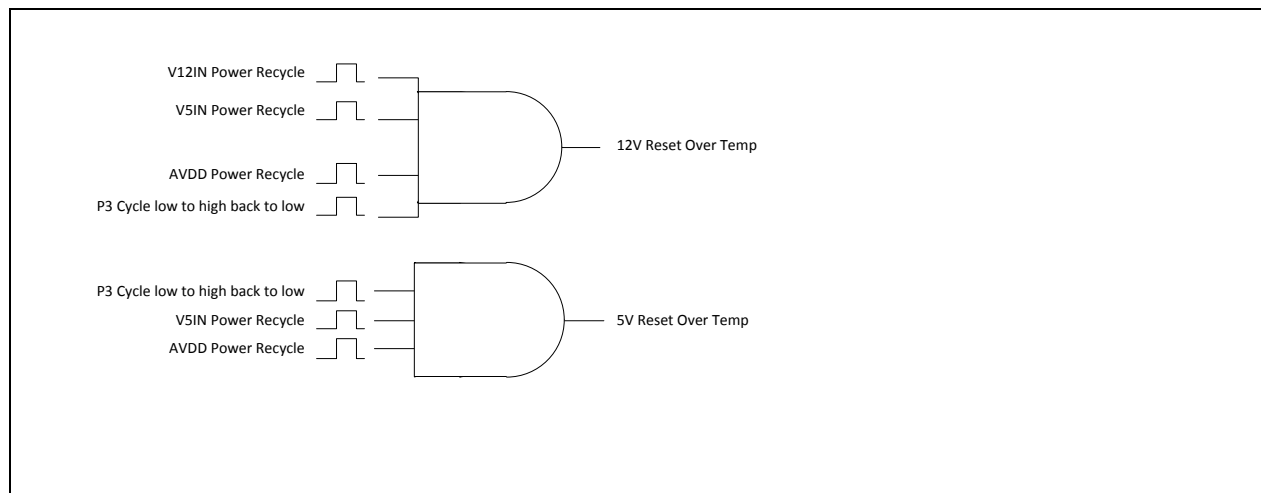 V12IN Power Recycle
V5IN Power Recycle
AVDD Power Recycle
P3 Cycle low to high back to low
12V Reset Over Temp
P3 Cycle low to high back to low
V5IN Power Recycle
AVDD Power Recycle
5V Reset Over Temp